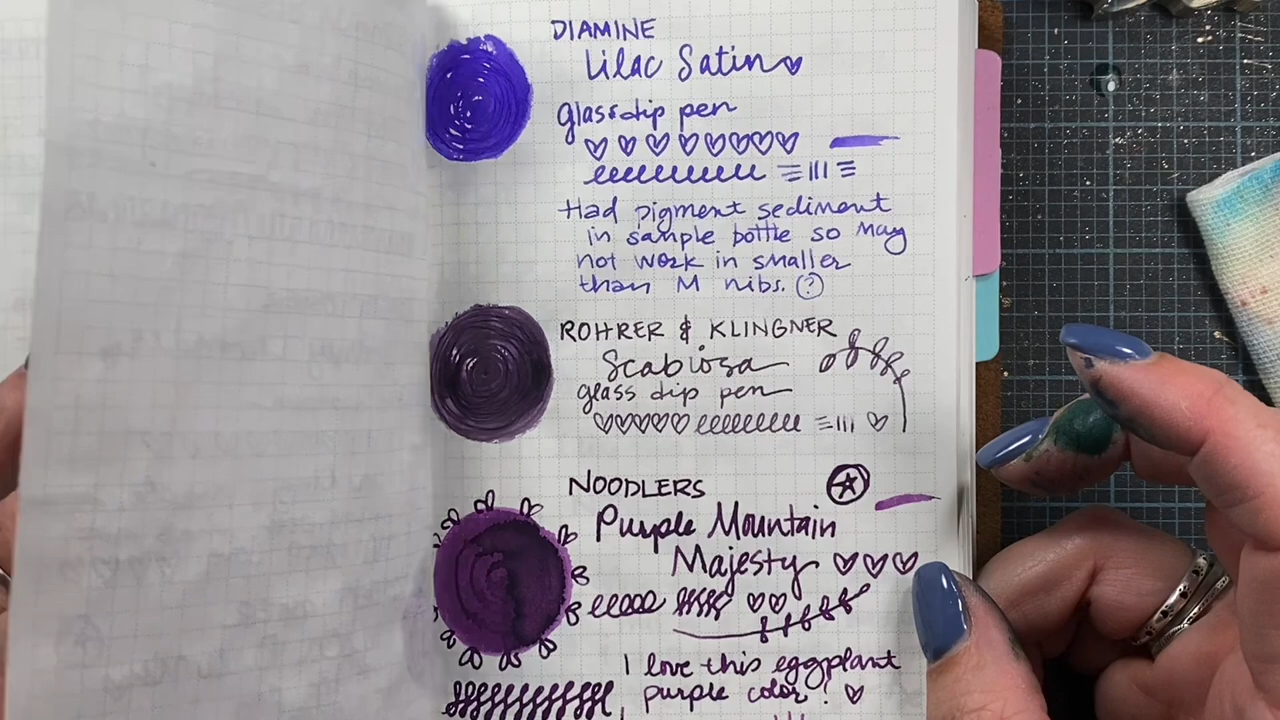 DIAMINE
Lilac Satin
glass dip pen
Had pigment sediment
in sample bottle so may
not work in smaller
than M nibs. (?)
ROHRER & KLINGNER
Scabiosa
glass dip pen
NOODLERS
Purple Mountain
Majesty
I love this eggplant
purple color!